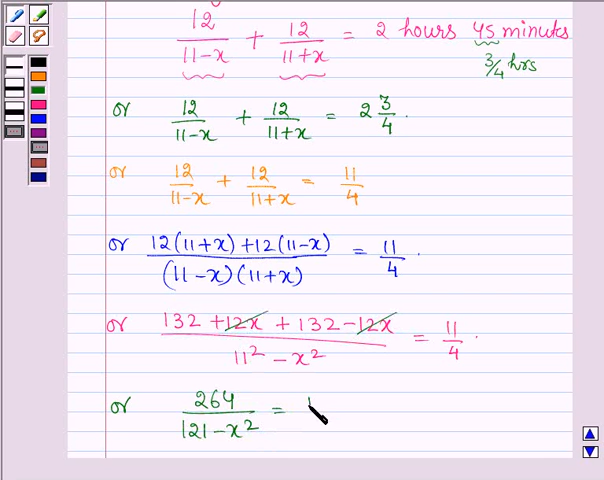 12/(11-x) + 12/(11+x) = 2 hours 45 minutes
3/4 hrs
or 12/(11-x) + 12/(11+x) = 2 3/4.
or 12/(11-x) + 12/(11+x) = 11/4
or (12(11+x)+12(11-x))/((11-x)(11+x)) = 11/4.
or (132+12x+132-12x)/(11²-x²) = 11/4.
or 264/(121-x²) =